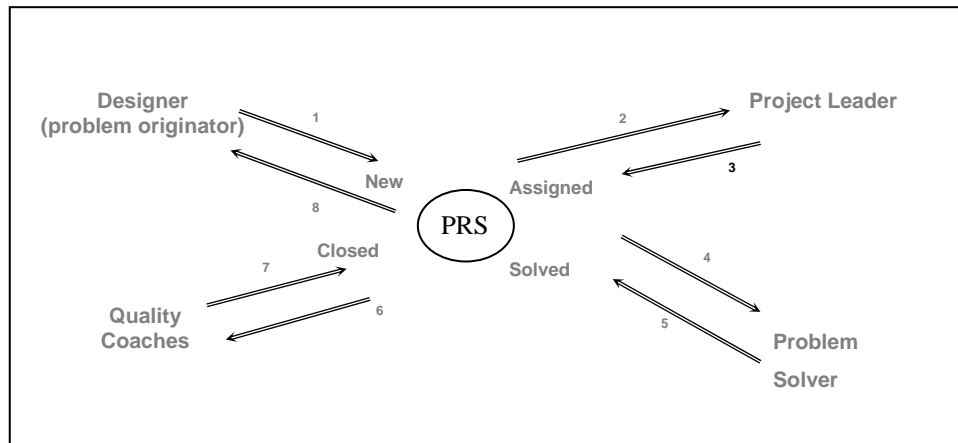 Designer
(problem originator)
1
2
Project Leader
3
New
Assigned
8
PRS
Closed
Solved
7
4
6
5
Quality
Coaches
Problem
Solver